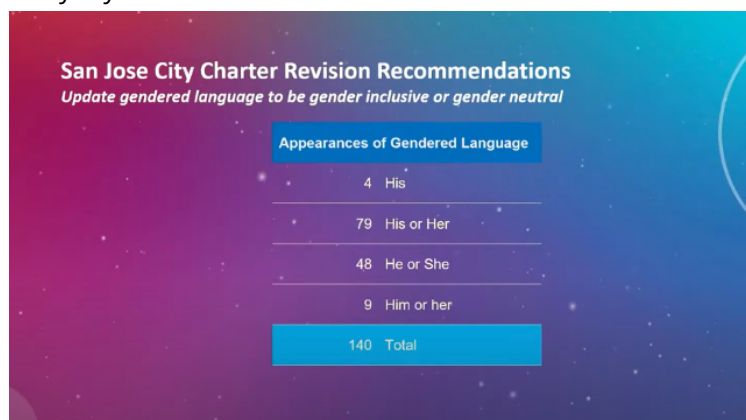 San Jose City Charter Revision Recommendations
Update gendered language to be gender inclusive or gender neutral
Appearances of Gendered Language
4 His
79 His or Her
48 He or She
9 Him or her
140 Total